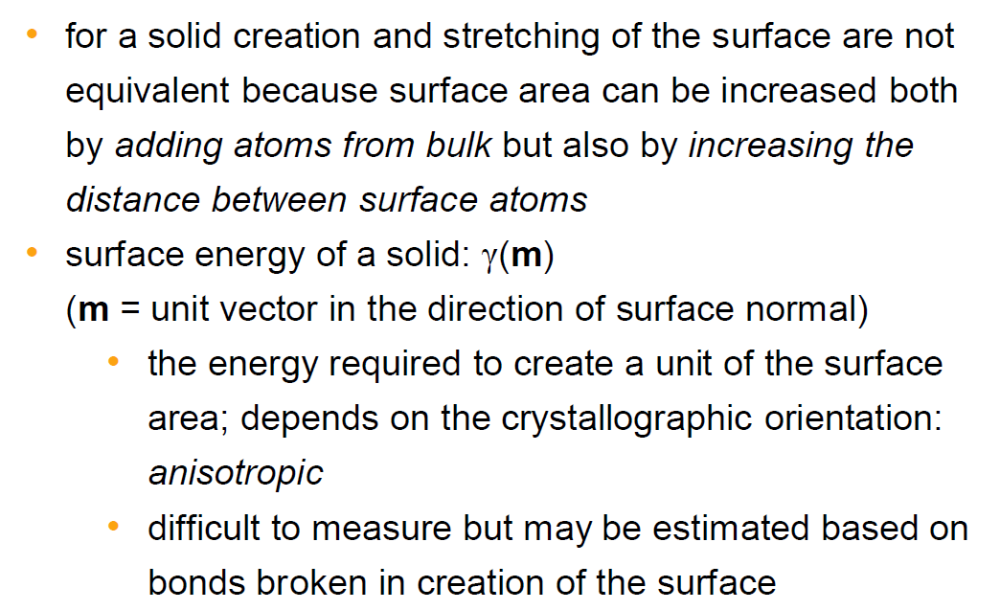 • for a solid creation and stretching of the surface are not
equivalent because surface area can be increased both
by adding atoms from bulk but also by increasing the
distance between surface atoms
• surface energy of a solid: γ(m)
(m = unit vector in the direction of surface normal)
• the energy required to create a unit of the surface
area; depends on the crystallographic orientation:
anisotropic
• difficult to measure but may be estimated based on
bonds broken in creation of the surface